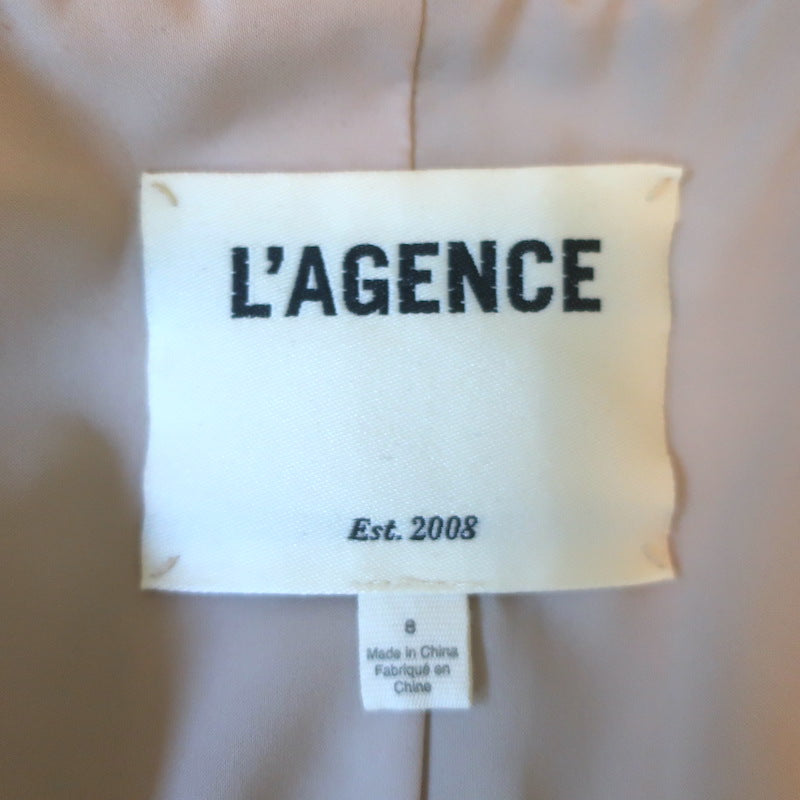 L'AGENCE
Est. 2008
8
Made in China
Fabriqué en
Chine